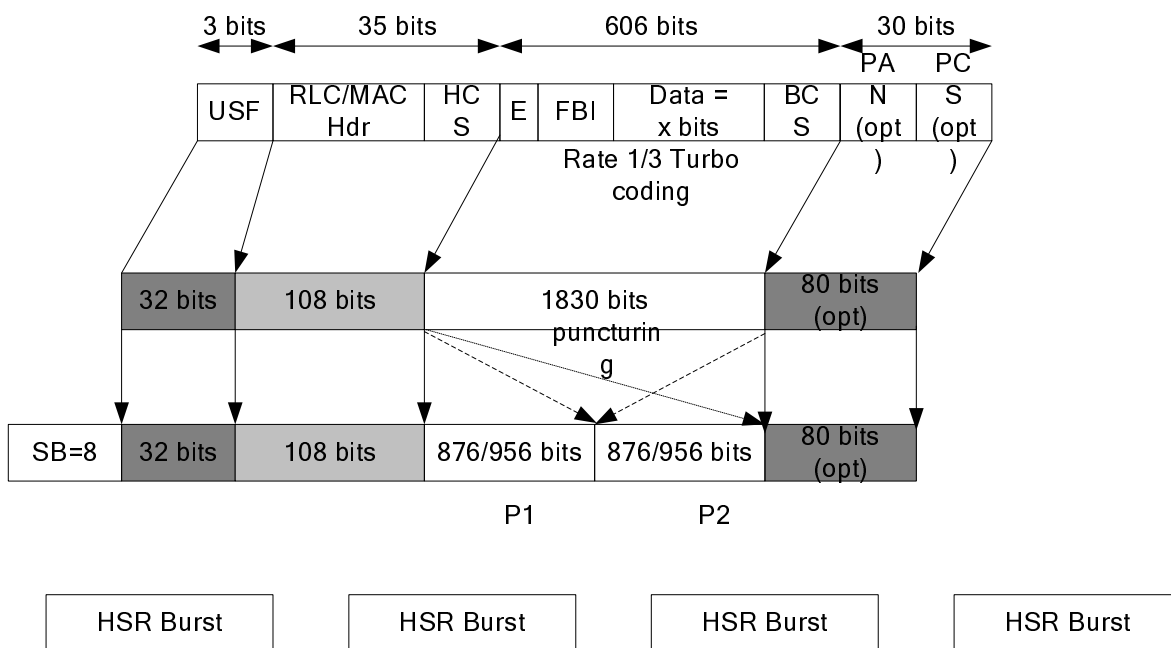 3 bits
35 bits
606 bits
30 bits
USF
RLC/MAC
Hdr
HC
S
E
FBI
Data =
x bits
BC
S
PA
N
(opt
)
PC
S
(opt
)
Rate 1/3 Turbo
coding
32 bits
108 bits
1830 bits
80 bits
(opt)
puncturin
g
SB=8
32 bits
108 bits
876/956 bits
876/956 bits
80 bits
(opt)
P1
P2
HSR Burst
HSR Burst
HSR Burst
HSR Burst